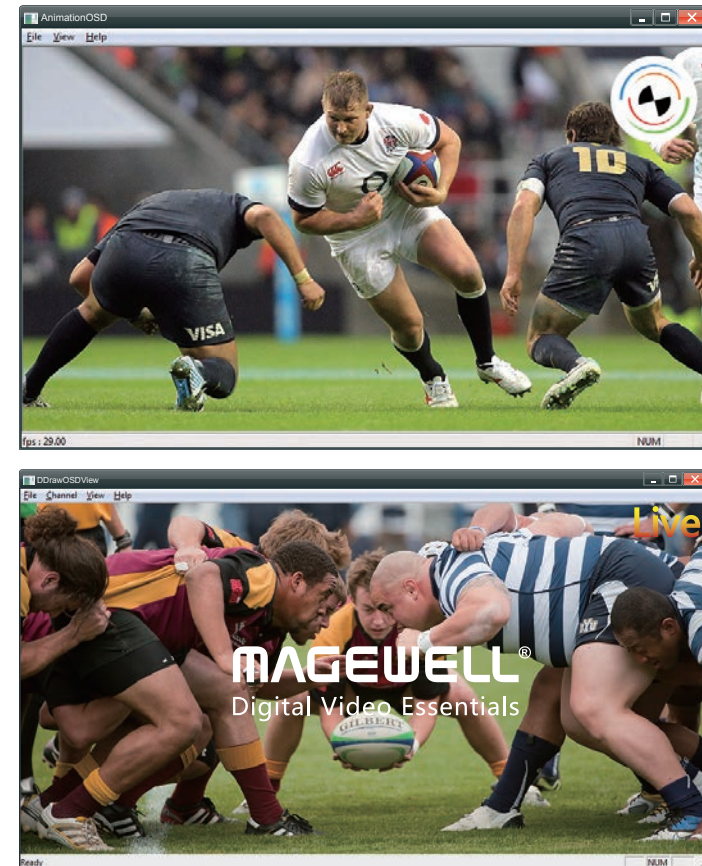 AnimationOSD
File View Help
10
VISA
fps : 29.00
NUM
DDrawOSDView
File Channel View Help
Live
MAGEWELL®
Digital Video Essentials
GILBERT
Ready
NUM